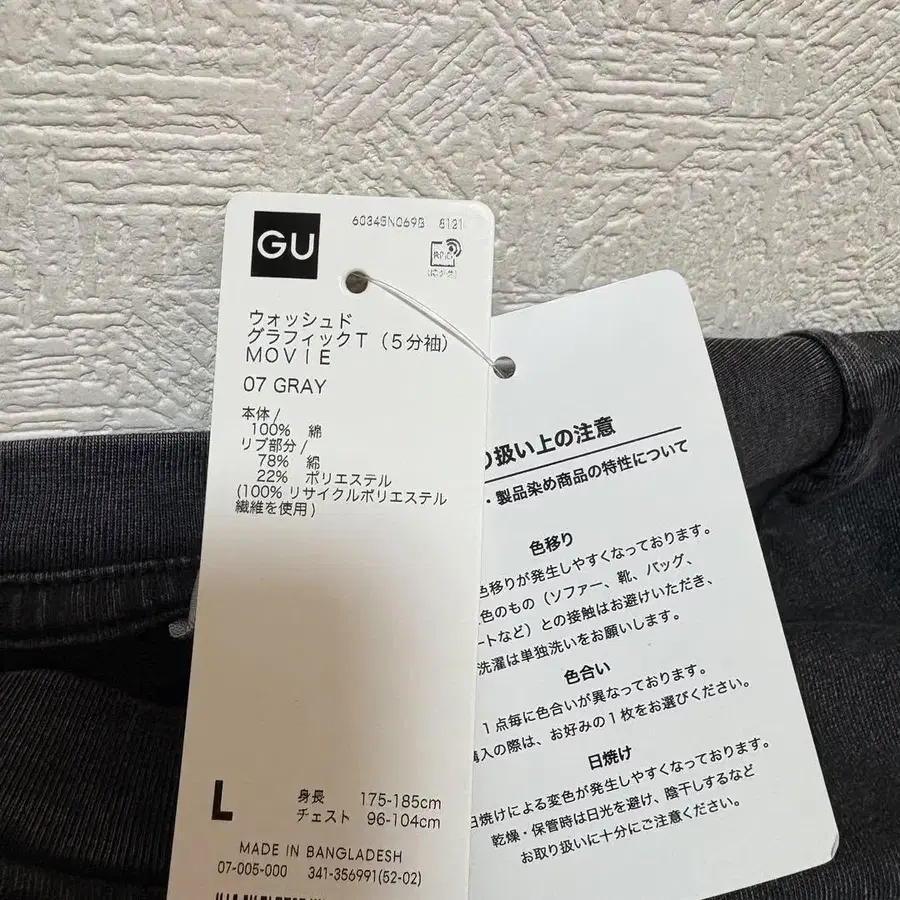 GU
6034SN069B 8121
RFID
ウォッシュド
グラフィックT（5分袖）
MOVIE
07 GRAY
本体/
100% 綿
リブ部分/
78% 綿
22% ポリエステル
(100% リサイクルポリエステル
繊維を使用)
L
身長 175-185cm
チェスト 96-104cm
MADE IN BANGLADESH
07-005-000 341-356991(52-02)
り扱い上の注意
・製品染め商品の特性について
色移り
色移りが発生しやすくなっております。
色のもの（ソファー、靴、バッグ、
ートなど）との接触はお避けいただき、
洗濯は単独洗いをお願いします。
色合い
1点毎に色合いが異なっております。
購入の際は、お好みの1枚をお選びください。
日焼け
日焼けによる変色が発生しやすくなっております。
乾燥・保管時は日光を避け、陰干しするなど
お取り扱いに十分にご注意ください。